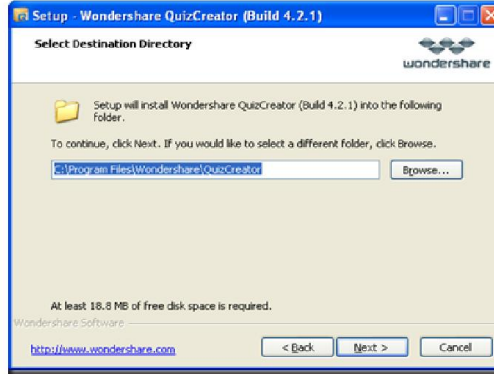 Setup - Wondershare QuizCreator (Build 4.2.1)
Select Destination Directory
wondershare
Setup will install Wondershare QuizCreator (Build 4.2.1) into the following
folder.
To continue, click Next. If you would like to select a different folder, click Browse.
C:\Program Files\Wondershare\QuizCreator
Browse...
At least 18.8 MB of free disk space is required.
Wondershare Software
http://www.wondershare.com
< Back
Next >
Cancel